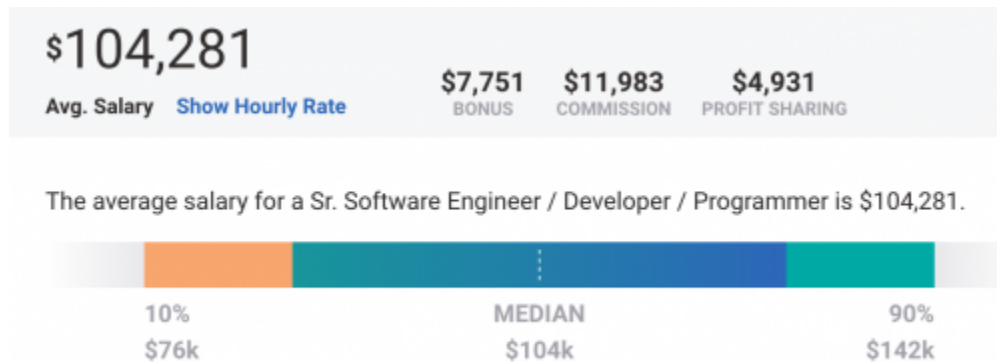 $104,281
Avg. Salary Show Hourly Rate
$7,751 $11,983 $4,931
BONUS COMMISSION PROFIT SHARING
The average salary for a Sr. Software Engineer / Developer / Programmer is $104,281.
10% MEDIAN 90%
$76k $104k $142k